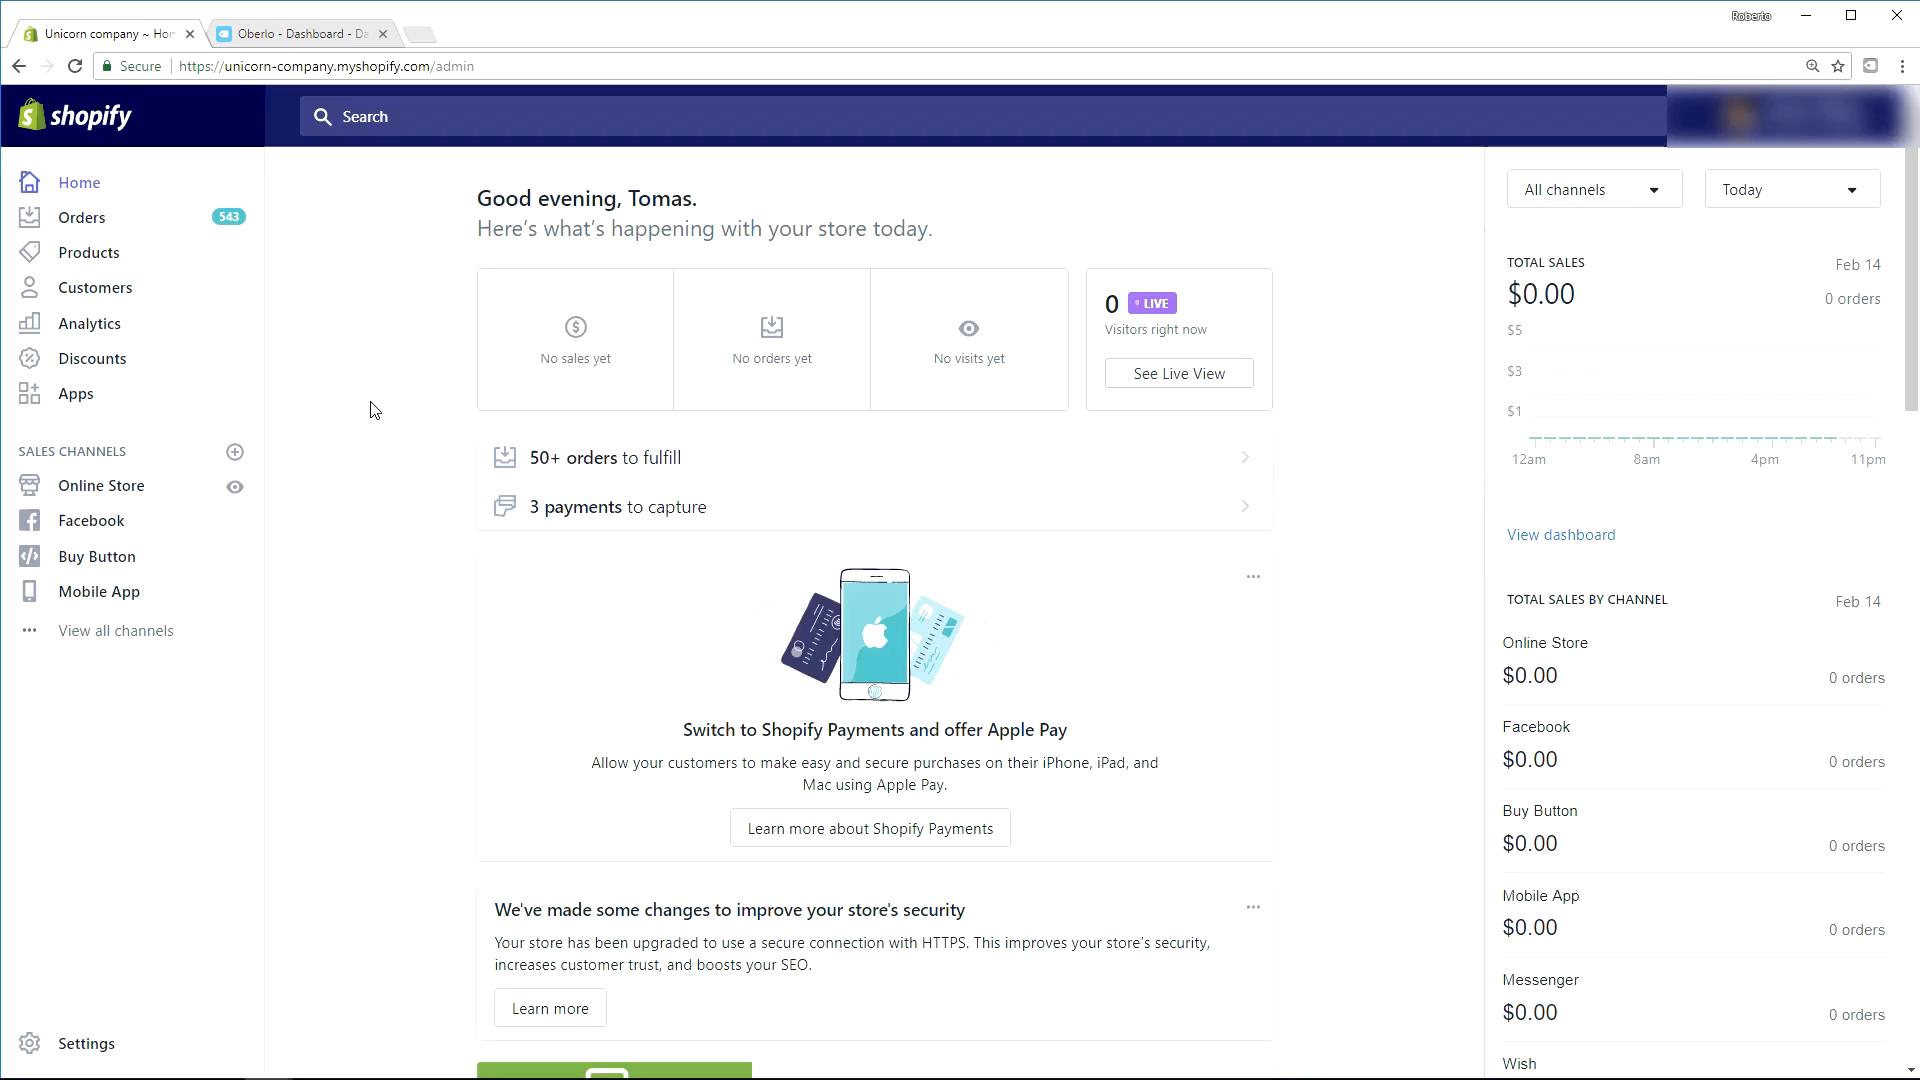 Roberto
Unicorn company ~ Hon
Oberlo - Dashboard - Da
Secure
https://unicorn-company.myshopify.com/admin
shopify
Search
Home
Orders
543
Products
Customers
Analytics
Discounts
Apps
SALES CHANNELS
Online Store
Facebook
Buy Button
Mobile App
View all channels
Settings
Good evening, Tomas.
Here's what's happening with your store today.
No sales yet
No orders yet
No visits yet
0
LIVE
Visitors right now
See Live View
50+ orders to fulfill
3 payments to capture
Switch to Shopify Payments and offer Apple Pay
Allow your customers to make easy and secure purchases on their iPhone, iPad, and
Mac using Apple Pay.
Learn more about Shopify Payments
We've made some changes to improve your store's security
Your store has been upgraded to use a secure connection with HTTPS. This improves your store's security,
increases customer trust, and boosts your SEO.
Learn more
All channels
Today
TOTAL SALES
Feb 14
$0.00
0 orders
$5
$3
$1
12am
8am
4pm
11pm
View dashboard
TOTAL SALES BY CHANNEL
Feb 14
Online Store
$0.00
0 orders
Facebook
$0.00
0 orders
Buy Button
$0.00
0 orders
Mobile App
$0.00
0 orders
Messenger
$0.00
0 orders
Wish